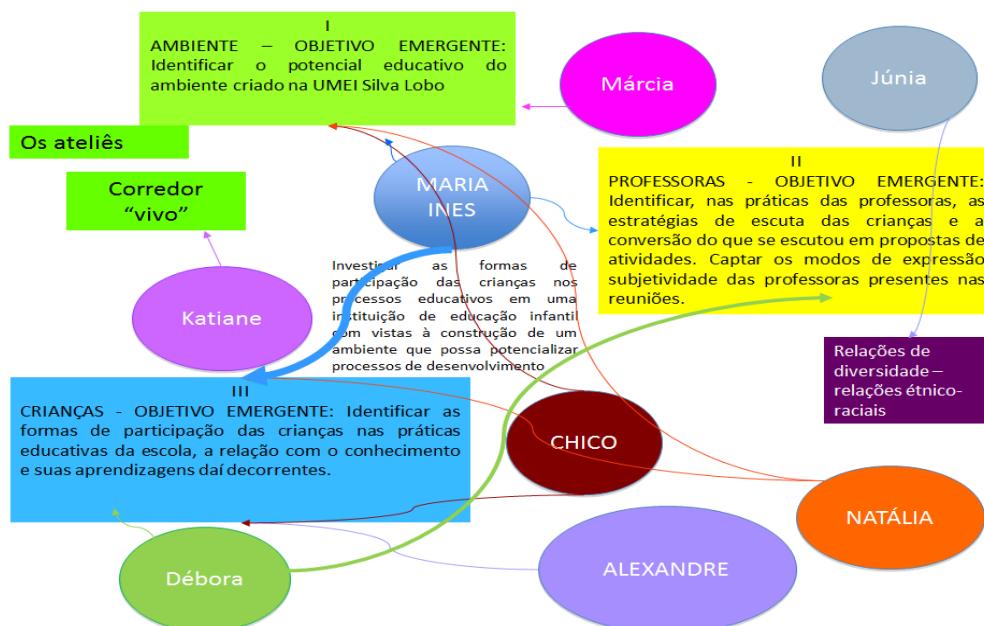 I
AMBIENTE – OBJETIVO EMERGENTE:
Identificar o potencial educativo do
ambiente criado na UMEI Silva Lobo
Márcia
Júnia
Os ateliês
Corredor
“vivo”
MARIA
INES
II
PROFESSORAS - OBJETIVO EMERGENTE:
Identificar, nas práticas das professoras, as
estratégias de escuta das crianças e a
conversão do que se escutou em propostas de
atividades. Captar os modos de expressão
subjetividade das professoras presentes nas
reuniões.
Investigar as formas de
participação das crianças nos
processos educativos em uma
instituição de educação infantil
com vistas à construção de um
ambiente que possa potencializar
processos de desenvolvimento
Katiane
Relações de
diversidade –
relações étnico-
raciais
III
CRIANÇAS - OBJETIVO EMERGENTE: Identificar as
formas de participação das crianças nas práticas
educativas da escola, a relação com o conhecimento
e suas aprendizagens daí decorrentes.
CHICO
NATÁLIA
Débora
ALEXANDRE